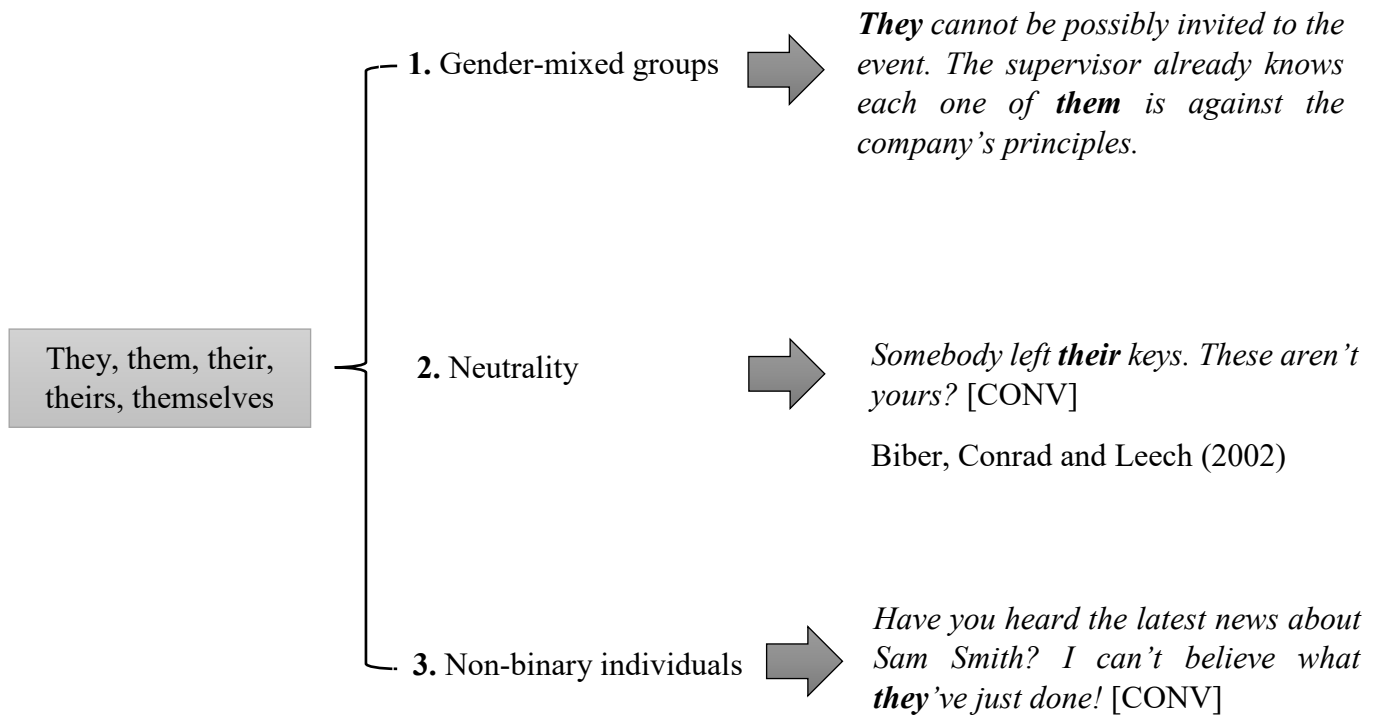 1. Gender-mixed groups
They cannot be possibly invited to the
event. The supervisor already knows
each one of them is against the
company’s principles.
They, them, their,
theirs, themselves
2. Neutrality
Somebody left their keys. These aren’t
yours? [CONV]
Biber, Conrad and Leech (2002)
3. Non-binary individuals
Have you heard the latest news about
Sam Smith? I can’t believe what
they’ve just done! [CONV]